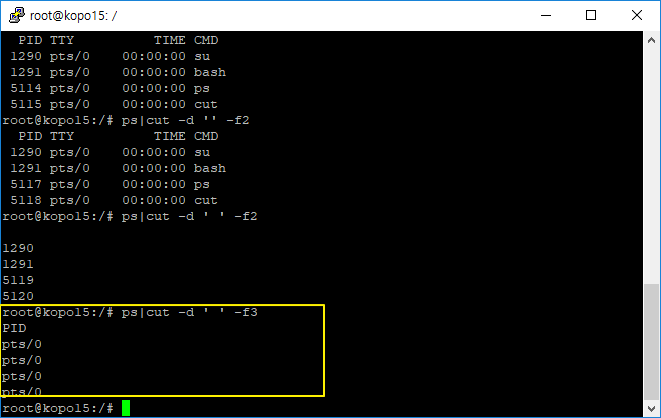 root@kopo15: /
  PID TTY          TIME CMD
 1290 pts/0    00:00:00 su
 1291 pts/0    00:00:00 bash
 5114 pts/0    00:00:00 ps
 5115 pts/0    00:00:00 cut
root@kopo15:/# ps|cut -d '' -f2
  PID TTY          TIME CMD
 1290 pts/0    00:00:00 su
 1291 pts/0    00:00:00 bash
 5117 pts/0    00:00:00 ps
 5118 pts/0    00:00:00 cut
root@kopo15:/# ps|cut -d ' ' -f2

1290
1291
5119
5120
root@kopo15:/# ps|cut -d ' ' -f3
PID
pts/0
pts/0
pts/0
pts/0
root@kopo15:/#